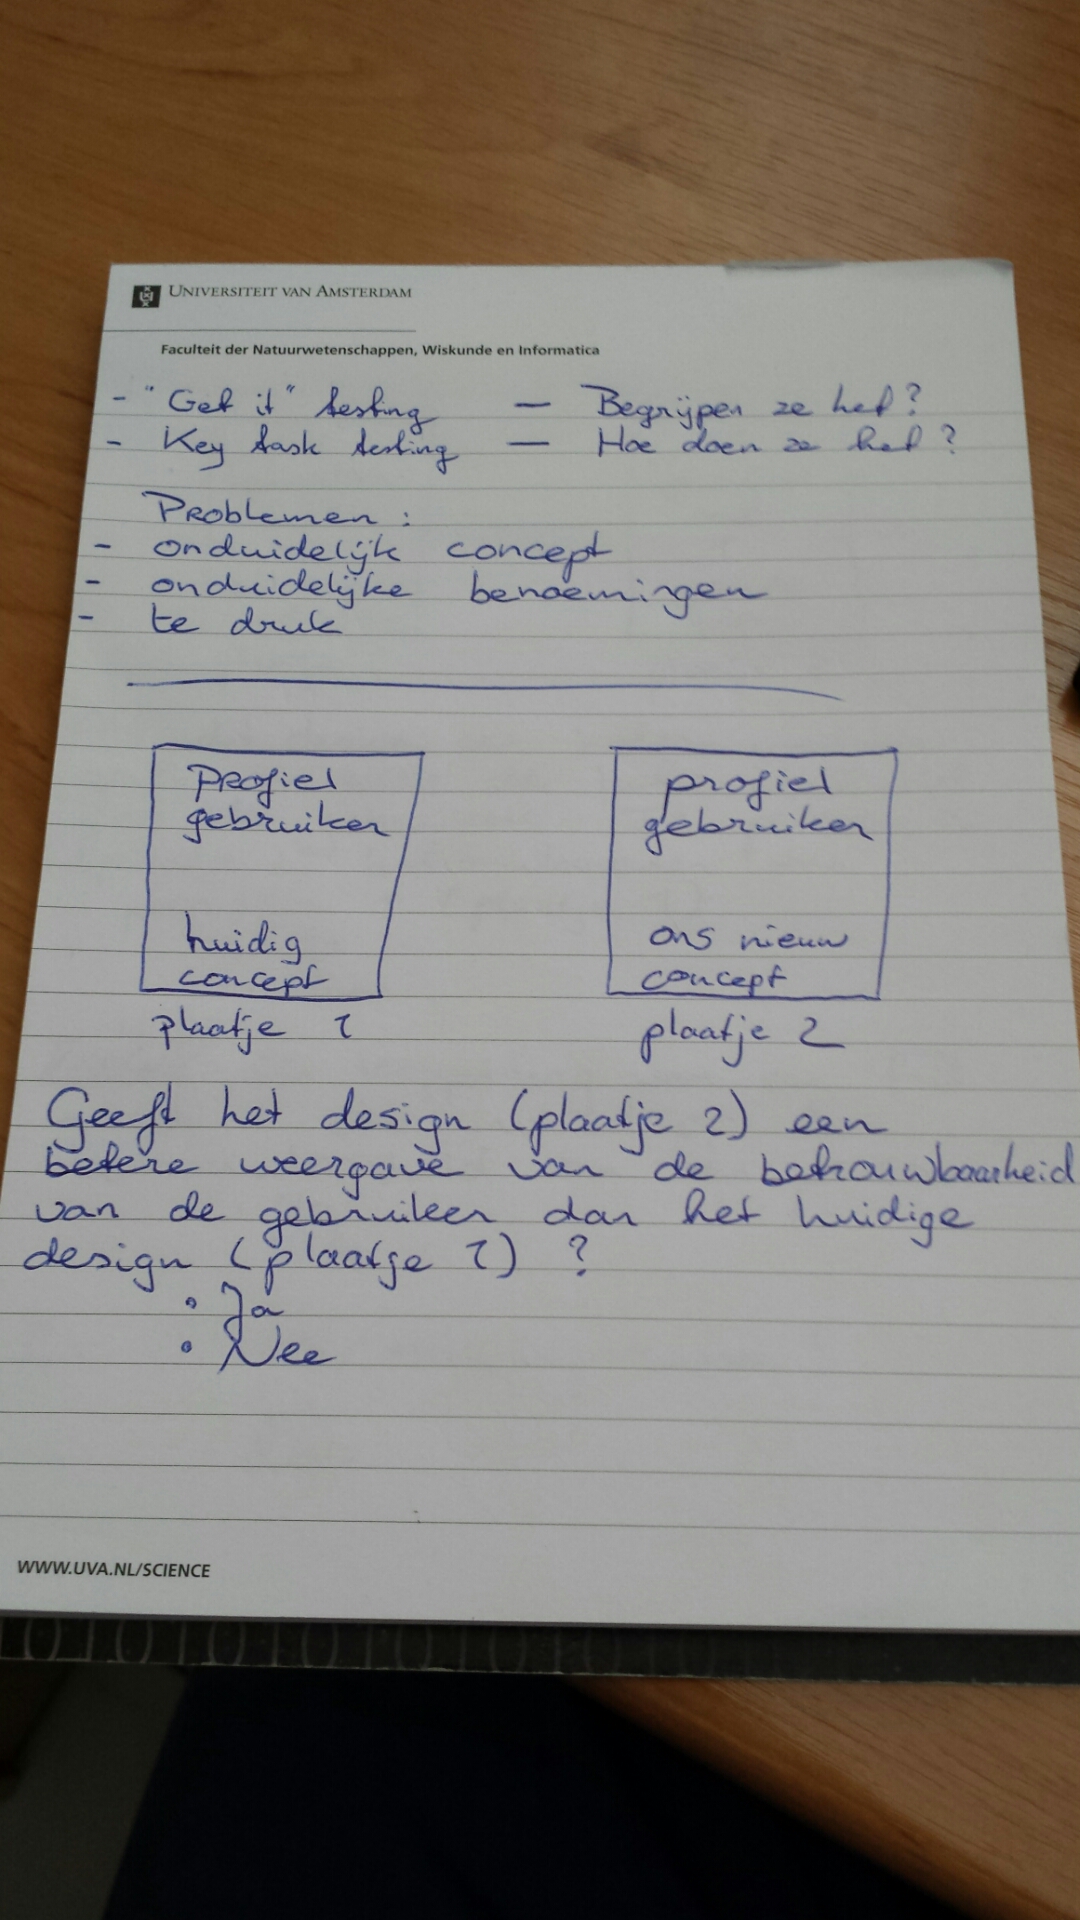 UNIVERSITEIT VAN AMSTERDAM
Faculteit der Natuurwetenschappen, Wiskunde en Informatica
- "Get it" testing — Begrijpen ze het?
- Key task testing — Hoe doen ze het?
Problemen:
- onduidelijk concept
- onduidelijke benoemingen
- te druk
Profiel
gebruiker
huidig
concept
plaatje 1
profiel
gebruiker
ons nieuw
concept
plaatje 2
Geeft het design (plaatje 2) een
betere weergave van de betrouwbaarheid
van de gebruiker dan het huidige
design (plaatje 1)?
• Ja
• Nee
WWW.UVA.NL/SCIENCE